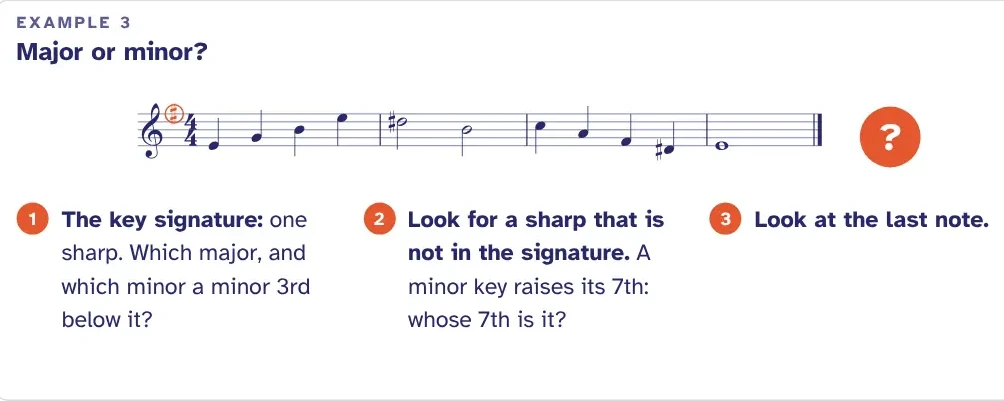 EXAMPLE 3
Major or minor?
4
4
?
1 The key signature: one
sharp. Which major, and
which minor a minor 3rd
below it?
2 Look for a sharp that is
not in the signature. A
minor key raises its 7th:
whose 7th is it?
3 Look at the last note.